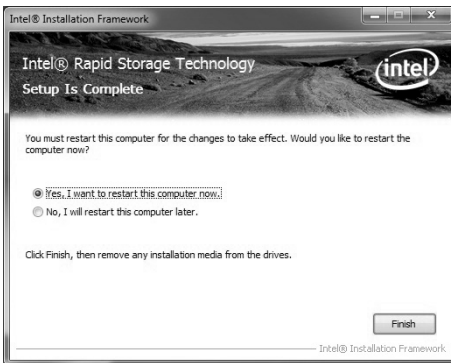 Intel® Installation Framework
Intel® Rapid Storage Technology
Setup Is Complete
intel
You must restart this computer for the changes to take effect. Would you like to restart the
computer now?
Yes, I want to restart this computer now.
No, I will restart this computer later.
Click Finish, then remove any installation media from the drives.
Finish
Intel® Installation Framework